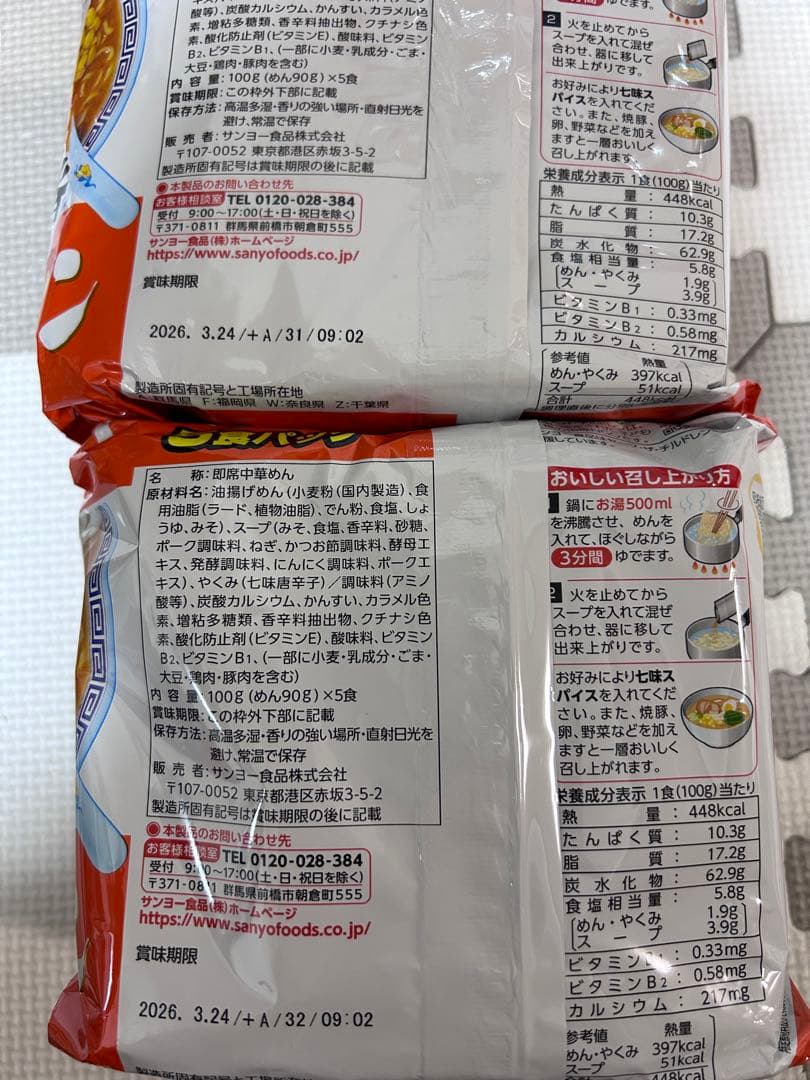 酸等)、炭酸カルシウム、かんすい、カラメル色
素、増粘多糖類、香辛料抽出物、クチナシ色
素、酸化防止剤(ビタミンE)、酸味料、ビタミン
B₂、ビタミンB₁、(一部に小麦・乳成分・ごま・
大豆・鶏肉・豚肉を含む)
内容量:100g(めん90g)×5食
賞味期限:この枠外下部に記載
保存方法:高温多湿・香りの強い場所・直射日光を
避け、常温で保存
販売者:サンヨー食品株式会社
〒107-0052 東京都港区赤坂3-5-2
製造所固有記号は賞味期限の後に記載
●本製品のお問い合わせ先
お客様相談室 TEL 0120-028-384
受付 9:00~17:00(土・日・祝日を除く)
〒371-0811 群馬県前橋市朝倉町555
サンヨー食品(株)ホームページ
https://www.sanyofoods.co.jp/
賞味期限
2026. 3.24/+A/31/09:02
製造所固有記号と工場所在地
A:群馬県 F:福岡県 W:奈良県 Z:千葉県
ゆでます。
2 火を止めてから
スープを入れて混ぜ
合わせ、器に移して
出来上がりです。
お好みにより七味ス
パイスを入れてくだ
さい。また、焼豚、
卵、野菜などを加え
ますと一層おいしく
召し上がれます。
栄養成分表示 1食(100g)当たり
熱量: 448kcal
たんぱく質: 10.3g
脂質: 17.2g
炭水化物: 62.9g
食塩相当量: 5.8g
めん・やくみ 1.9g
スープ 3.9g
ビタミンB₁: 0.33mg
ビタミンB₂: 0.58mg
カルシウム: 217mg
参考値 熱量
めん・やくみ 397kcal
スープ 51kcal
合計 448kcal
5食パック
名称:即席中華めん
原材料名:油揚げめん(小麦粉(国内製造)、食
用油脂(ラード、植物油脂)、でん粉、食塩、しょ
うゆ、みそ)、スープ(みそ、食塩、香辛料、砂糖、
ポーク調味料、ねぎ、かつお節調味料、酵母エ
キス、発酵調味料、にんにく調味料、ポークエ
キス)、やくみ(七味唐辛子)/調味料(アミノ
酸等)、炭酸カルシウム、かんすい、カラメル色
素、増粘多糖類、香辛料抽出物、クチナシ色
素、酸化防止剤(ビタミンE)、酸味料、ビタミン
B₂、ビタミンB₁、(一部に小麦・乳成分・ごま・
大豆・鶏肉・豚肉を含む)
内容量:100g(めん90g)×5食
賞味期限:この枠外下部に記載
保存方法:高温多湿・香りの強い場所・直射日光を
避け、常温で保存
販売者:サンヨー食品株式会社
〒107-0052 東京都港区赤坂3-5-2
製造所固有記号は賞味期限の後に記載
●本製品のお問い合わせ先
お客様相談室 TEL 0120-028-384
受付 9:00~17:00(土・日・祝日を除く)
〒371-0811 群馬県前橋市朝倉町555
サンヨー食品(株)ホームページ
https://www.sanyofoods.co.jp/
賞味期限
2026. 3.24/+A/32/09:02
おいしい召し上がり方
鍋にお湯500ml
を沸騰させ、めんを
入れて、ほぐしながら
3分間 ゆでます。
2 火を止めてから
スープを入れて混ぜ
合わせ、器に移して
出来上がりです。
お好みにより七味ス
パイスを入れてくだ
さい。また、焼豚、
卵、野菜などを加え
ますと一層おいしく
召し上がれます。
栄養成分表示 1食(100g)当たり
熱量: 448kcal
たんぱく質: 10.3g
脂質: 17.2g
炭水化物: 62.9g
食塩相当量: 5.8g
めん・やくみ 1.9g
スープ 3.9g
ビタミンB₁: 0.33mg
ビタミンB₂: 0.58mg
カルシウム: 217mg
参考値 熱量
めん・やくみ 397kcal
スープ 51kcal
448kcal